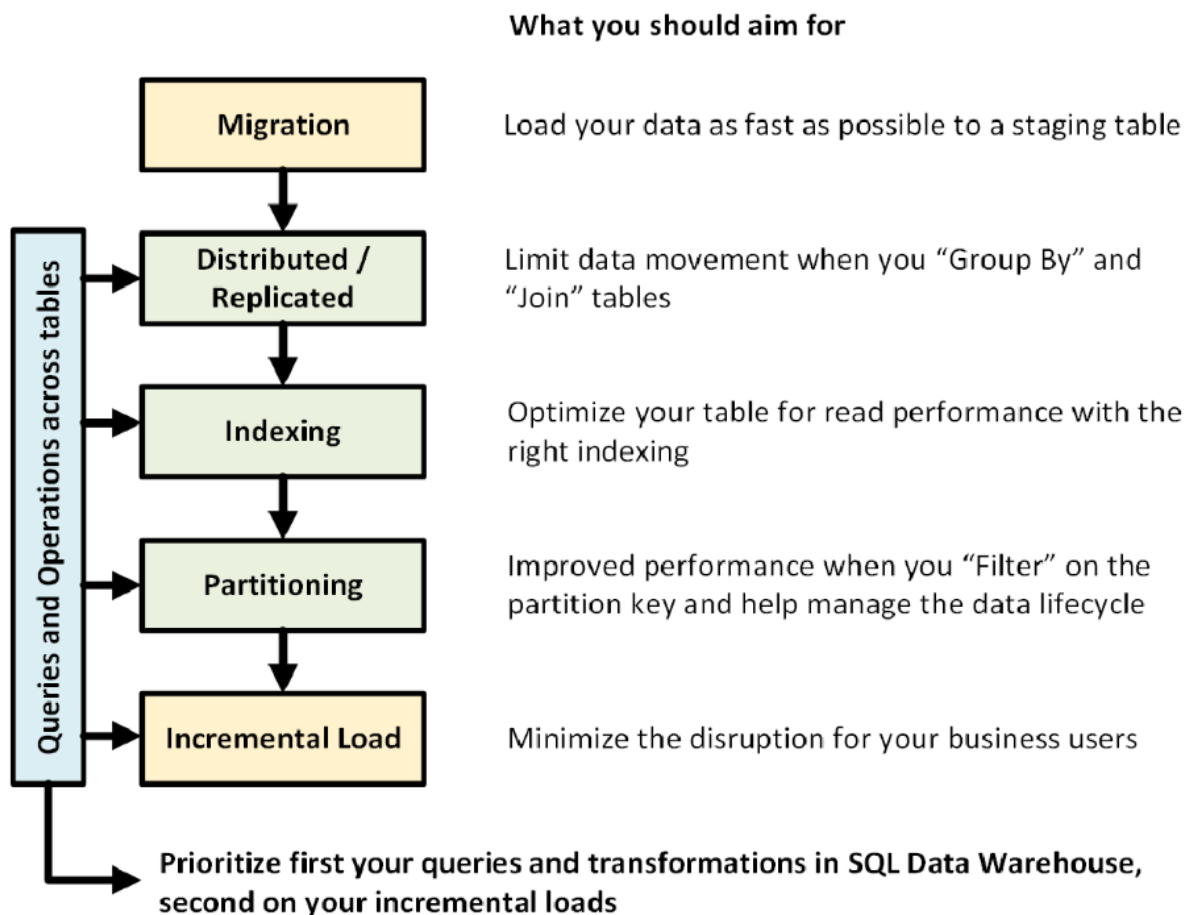 What you should aim for
Migration
Load your data as fast as possible to a staging table
Distributed /
Replicated
Limit data movement when you “Group By” and
“Join” tables
Indexing
Optimize your table for read performance with the
right indexing
Partitioning
Improved performance when you “Filter” on the
partition key and help manage the data lifecycle
Incremental Load
Minimize the disruption for your business users
Queries and Operations across tables
Prioritize first your queries and transformations in SQL Data Warehouse,
second on your incremental loads